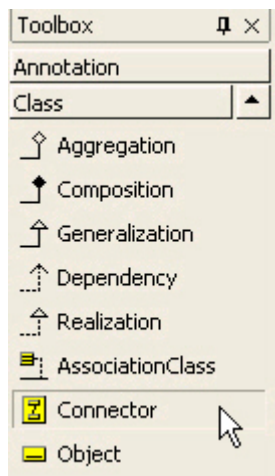 Toolbox
Annotation
Class
Aggregation
Composition
Generalization
Dependency
Realization
AssociationClass
Connector
Object